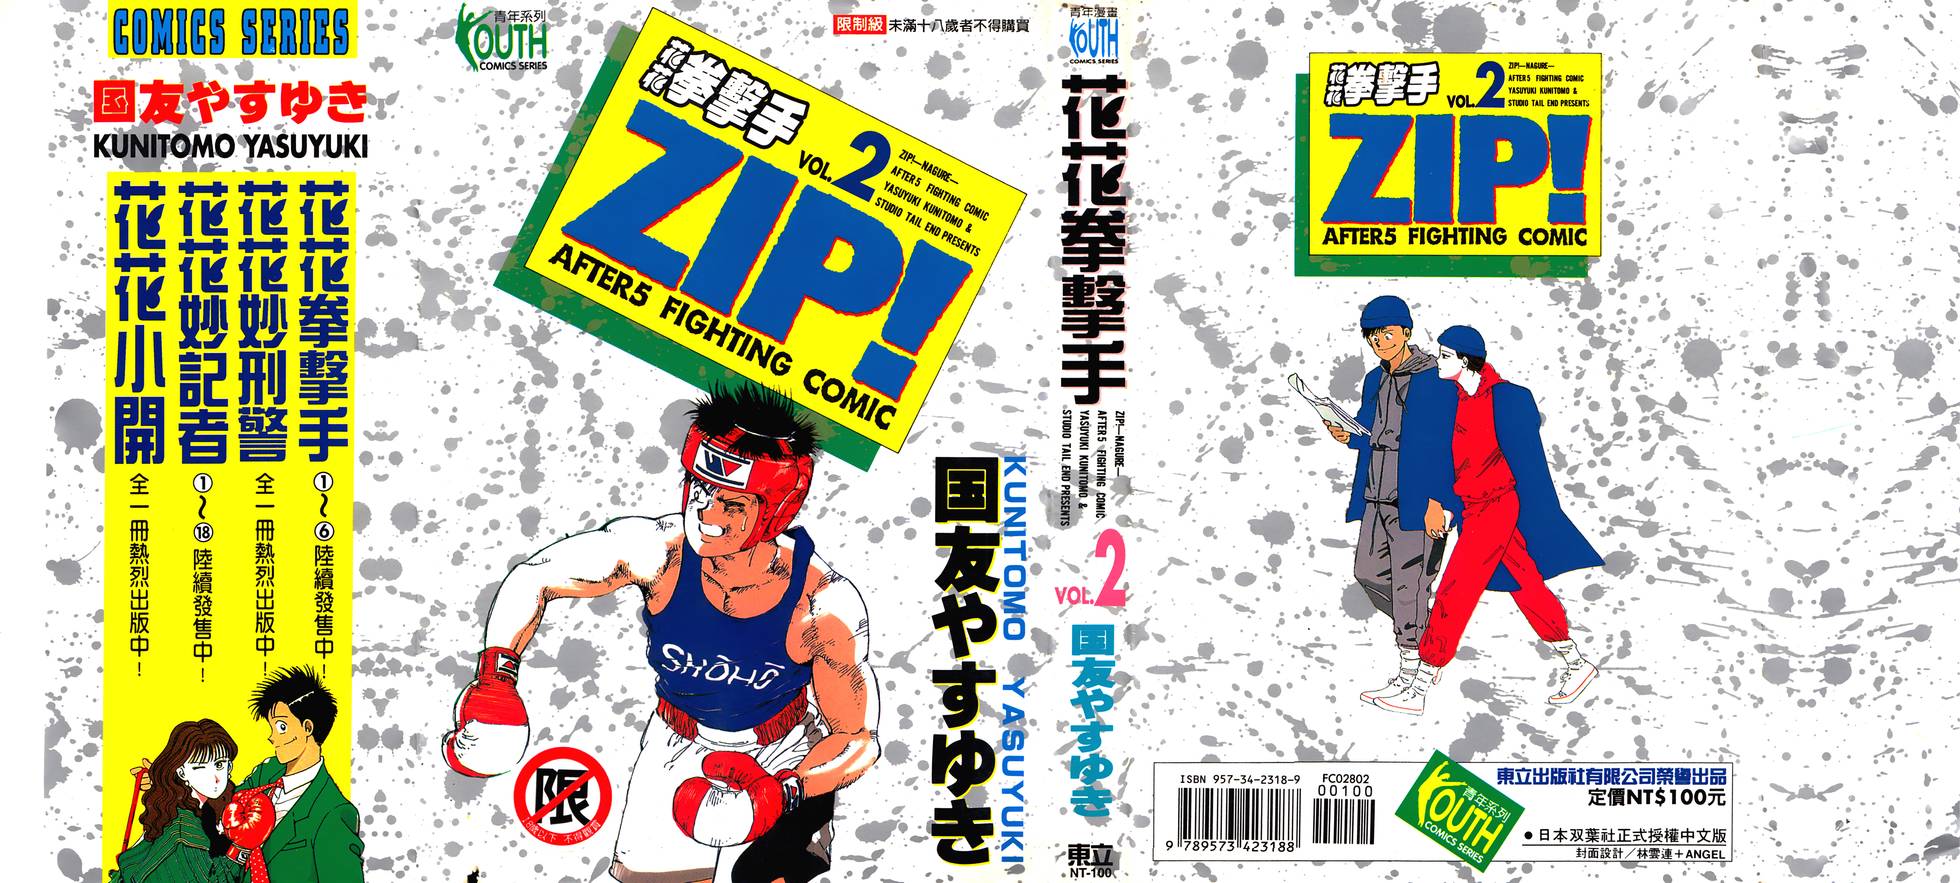 COMICS SERIES
国友やすゆき
KUNITOMO YASUYUKI
花花拳擊手 ①～⑥ 陸續發售中！
花花妙刑警 全一冊熱烈出版中！
花花妙記者 ①～⑱ 陸續發售中！
花花小開 全一冊熱烈出版中！
青年系列
YOUTH
COMICS SERIES
限制級 未滿十八歲者不得購買
花花拳擊手
VOL.2
ZIP!—NAGURE—
AFTER5 FIGHTING COMIC
YASUYUKI KUNITOMO &
STUDIO TAIL END PRESENTS
ZIP!
AFTER5 FIGHTING COMIC
SHŌHŌ
限
18歲以下 不得觀賞
国友やすゆき
KUNITOMO YASUYUKI
青年漫畫
YOUTH
COMICS SERIES
花花拳擊手
ZIP!—NAGURE—
AFTER5 FIGHTING COMIC
YASUYUKI KUNITOMO &
STUDIO TAIL END PRESENTS
VOL.2
国友やすゆき
東立
NT-100
花花拳擊手
VOL.2
ZIP!—NAGURE—
AFTER5 FIGHTING COMIC
YASUYUKI KUNITOMO &
STUDIO TAIL END PRESENTS
ZIP!
AFTER5 FIGHTING COMIC
ISBN 957-34-2318-9
FC02802
00100
9 789573 423188
青年系列
YOUTH
COMICS SERIES
東立出版社有限公司榮譽出品
定價NT$100元
●日本双葉社正式授權中文版
封面設計／林雲連＋ANGEL